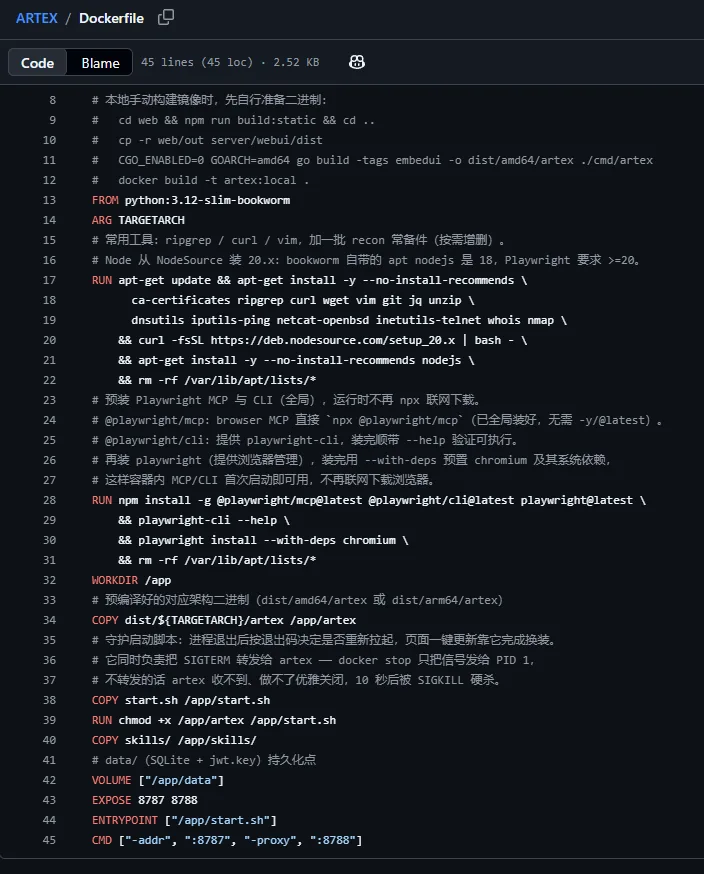 ARTEX / Dockerfile
Code Blame 45 lines (45 loc) · 2.52 KB
8 # 本地手动构建镜像时，先自行准备二进制：
9 #   cd web && npm run build:static && cd ..
10 #   cp -r web/out server/webui/dist
11 #   CGO_ENABLED=0 GOARCH=amd64 go build -tags embedui -o dist/amd64/artex ./cmd/artex
12 #   docker build -t artex:local .
13 FROM python:3.12-slim-bookworm
14 ARG TARGETARCH
15 # 常用工具：ripgrep / curl / vim，加一批 recon 常备件（按需增删）。
16 # Node 从 NodeSource 装 20.x：bookworm 自带的 apt nodejs 是 18，Playwright 要求 >=20。
17 RUN apt-get update && apt-get install -y --no-install-recommends \
18       ca-certificates ripgrep curl wget vim git jq unzip \
19       dnsutils iputils-ping netcat-openbsd inetutils-telnet whois nmap \
20     && curl -fsSL https://deb.nodesource.com/setup_20.x | bash - \
21     && apt-get install -y --no-install-recommends nodejs \
22     && rm -rf /var/lib/apt/lists/*
23 # 预装 Playwright MCP 与 CLI（全局），运行时不再 npx 联网下载。
24 # @playwright/mcp：browser MCP 直接 `npx @playwright/mcp`（已全局装好，无需 -y/@latest）。
25 # @playwright/cli：提供 playwright-cli，装完顺带 --help 验证可执行。
26 # 再装 playwright（提供浏览器管理），装完用 --with-deps 预置 chromium 及其系统依赖，
27 # 这样容器内 MCP/CLI 首次启动即可用，不再联网下载浏览器。
28 RUN npm install -g @playwright/mcp@latest @playwright/cli@latest playwright@latest \
29     && playwright-cli --help \
30     && playwright install --with-deps chromium \
31     && rm -rf /var/lib/apt/lists/*
32 WORKDIR /app
33 # 预编译好的对应架构二进制（dist/amd64/artex 或 dist/arm64/artex）
34 COPY dist/${TARGETARCH}/artex /app/artex
35 # 守护启动脚本：进程退出后按退出码决定是否重新拉起，页面一键更新靠它完成换装。
36 # 它同时负责把 SIGTERM 转发给 artex —— docker stop 只把信号发给 PID 1，
37 # 不转发的话 artex 收不到、做不了优雅关闭，10 秒后被 SIGKILL 硬杀。
38 COPY start.sh /app/start.sh
39 RUN chmod +x /app/artex /app/start.sh
40 COPY skills/ /app/skills/
41 # data/（SQLite + jwt.key）持久化点
42 VOLUME ["/app/data"]
43 EXPOSE 8787 8788
44 ENTRYPOINT ["/app/start.sh"]
45 CMD ["-addr", ":8787", "-proxy", ":8788"]